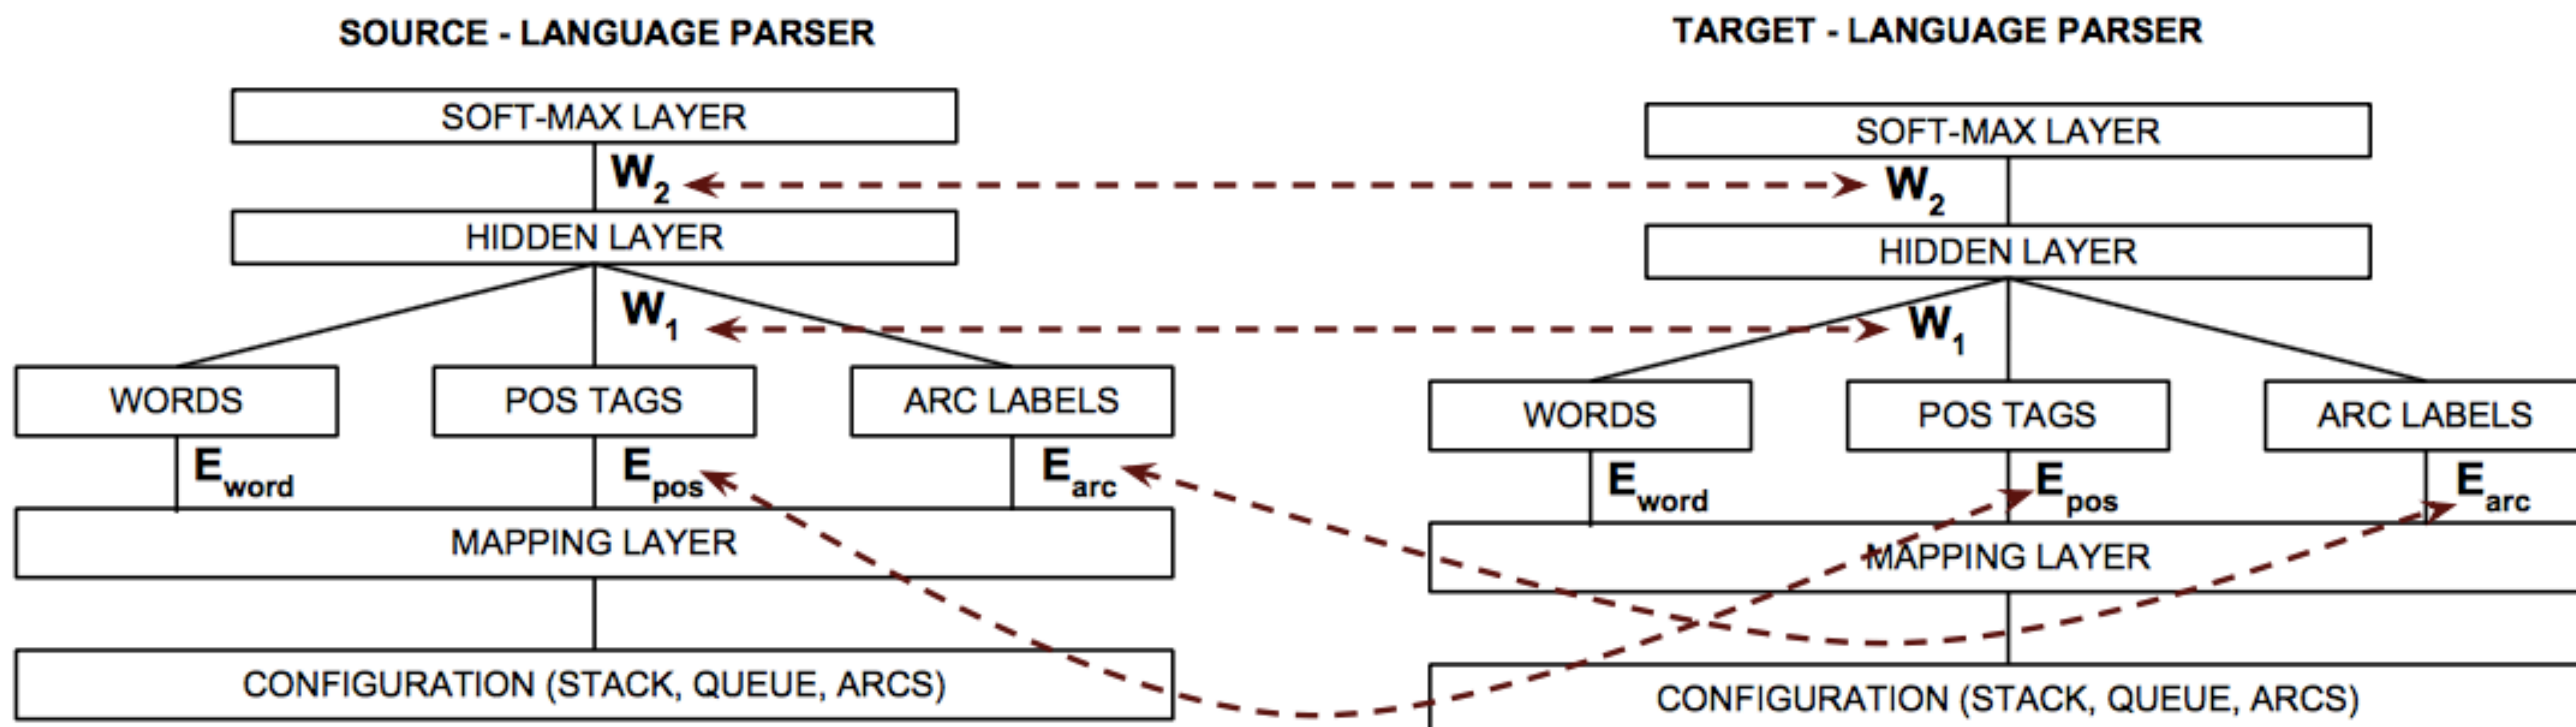 SOURCE - LANGUAGE PARSER
SOFT-MAX LAYER
W2
HIDDEN LAYER
W1
WORDS
POS TAGS
ARC LABELS
Eword
Epos
Earc
MAPPING LAYER
CONFIGURATION (STACK, QUEUE, ARCS)
TARGET - LANGUAGE PARSER
SOFT-MAX LAYER
W2
HIDDEN LAYER
W1
WORDS
POS TAGS
ARC LABELS
Eword
Epos
Earc
MAPPING LAYER
CONFIGURATION (STACK, QUEUE, ARCS)